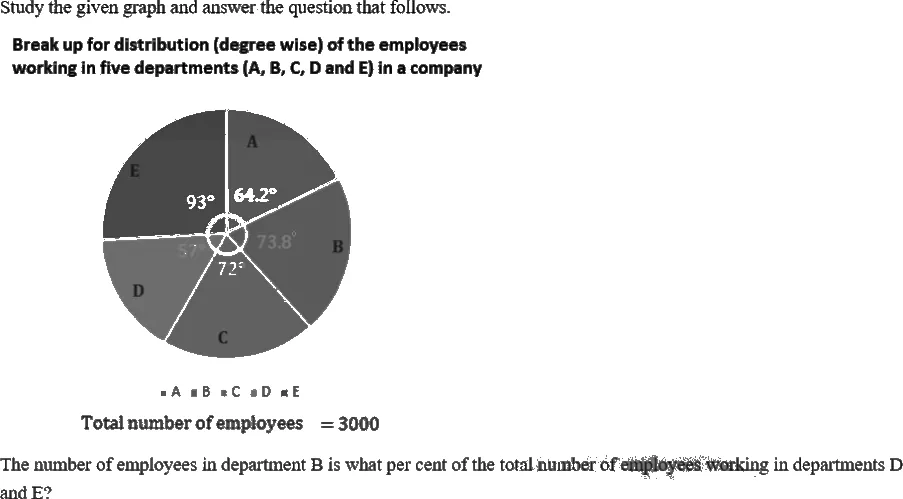 Study the given graph and answer the question that follows.
Break up for distribution (degree wise) of the employees
working in five departments (A, B, C, D and E) in a company
A
E
93° 64.2°
73.8° B
57°
72°
D
C
A B C D E
Total number of employees = 3000
The number of employees in department B is what per cent of the total number of employees working in departments D
and E?